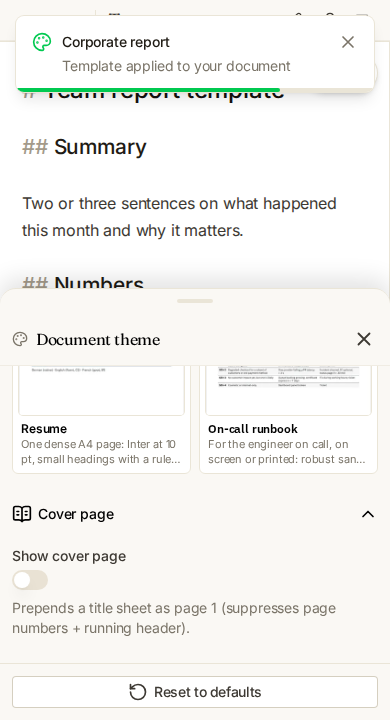 Corporate report
Template applied to your document
# Team report template
## Summary
Two or three sentences on what happened
this month and why it matters.
## Numbers
Document theme
Resume
One dense A4 page: Inter at 10
pt, small headings with a rule...
On-call runbook
For the engineer on call, on
screen or printed: robust san...
Cover page
Show cover page
Prepends a title sheet as page 1 (suppresses page
numbers + running header).
Reset to defaults